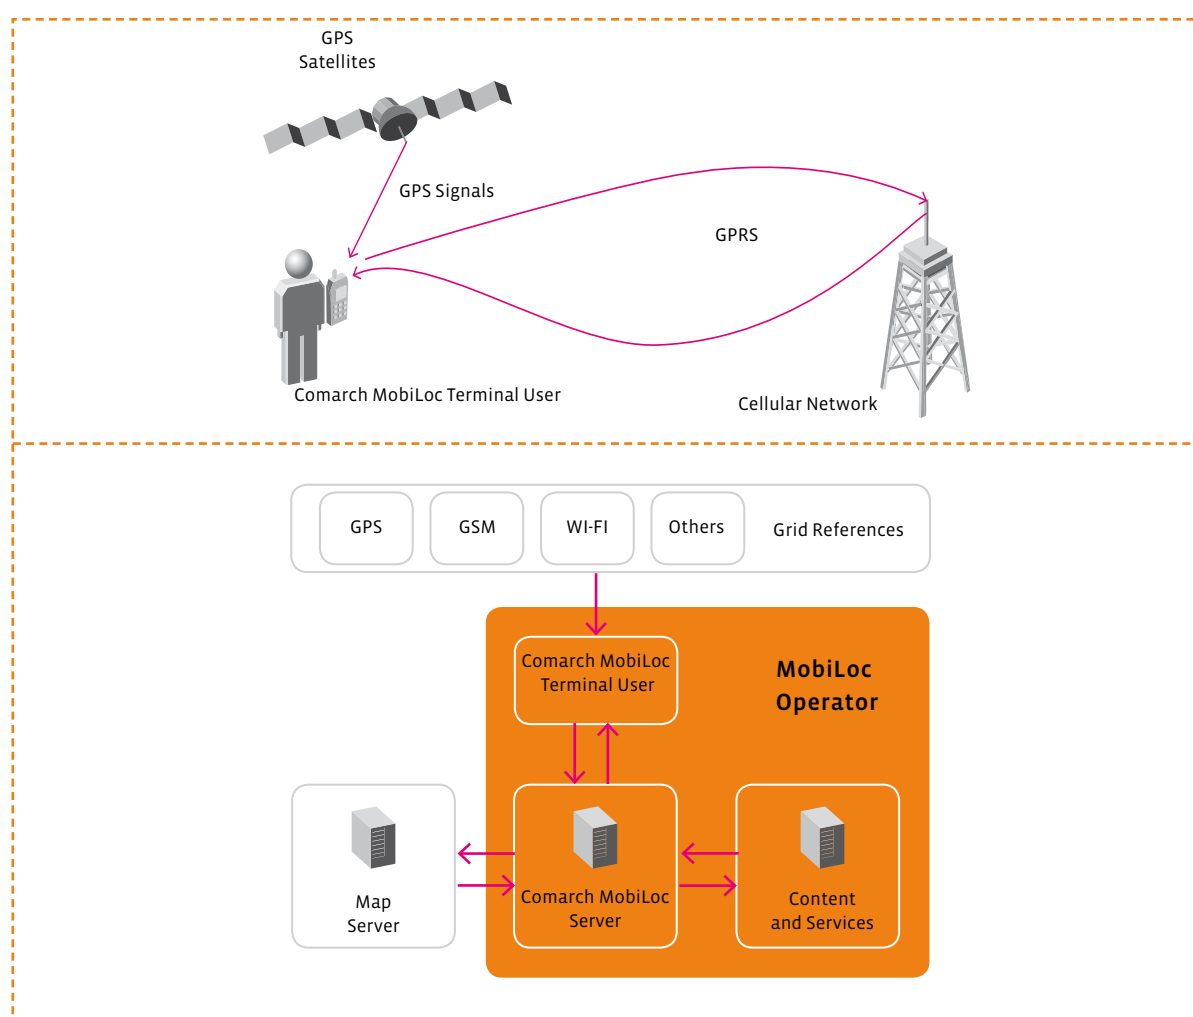 GPS
Satellites
GPS Signals
GPRS
Comarch MobiLoc Terminal User
Cellular Network
GPS
GSM
WI-FI
Others
Grid References
Comarch MobiLoc
Terminal User
MobiLoc
Operator
Map
Server
Comarch MobiLoc
Server
Content
and Services